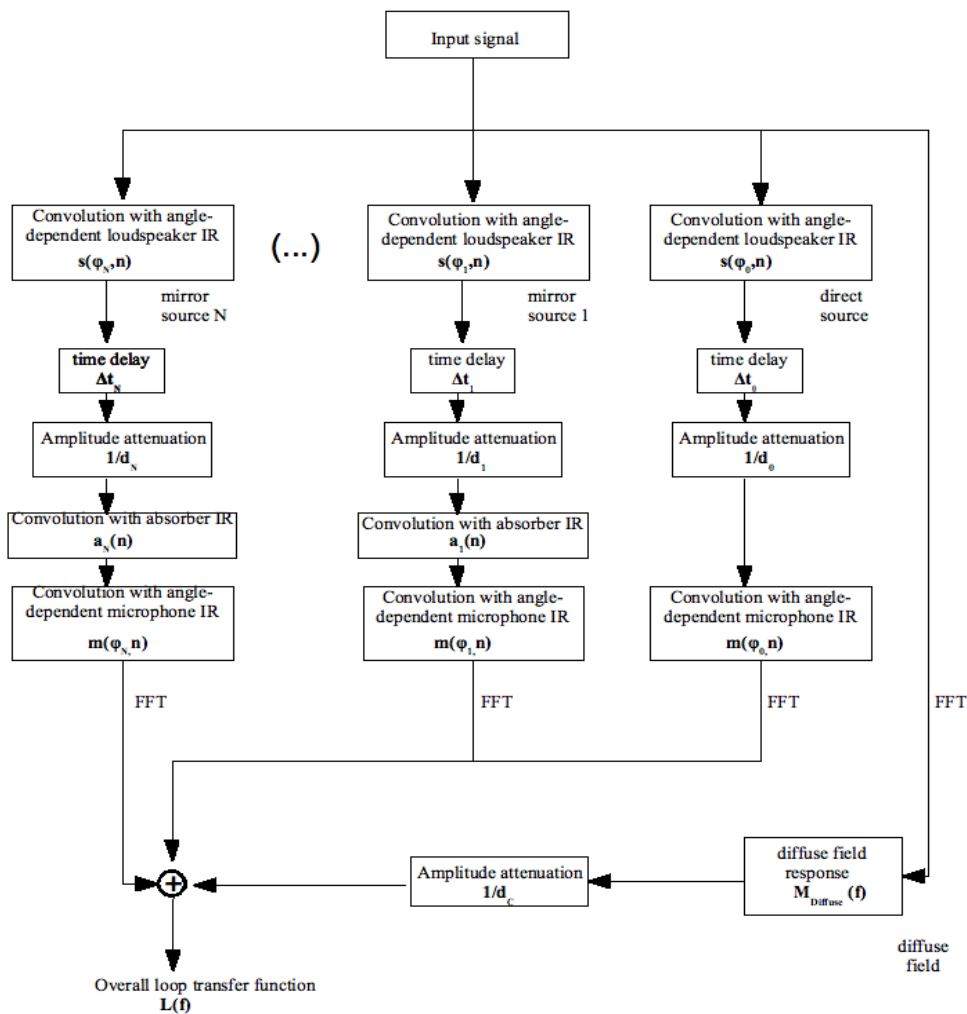 Input signal
Convolution with angle-
dependent loudspeaker IR
s(φN,n)
(...)
Convolution with angle-
dependent loudspeaker IR
s(φ1,n)
Convolution with angle-
dependent loudspeaker IR
s(φ0,n)
mirror
source N
mirror
source 1
direct
source
time delay
ΔtN
time delay
Δt1
time delay
Δt0
Amplitude attenuation
1/dN
Amplitude attenuation
1/d1
Amplitude attenuation
1/d0
Convolution with absorber IR
aN(n)
Convolution with absorber IR
a1(n)
Convolution with angle-
dependent microphone IR
m(φN,n)
Convolution with angle-
dependent microphone IR
m(φ1,n)
Convolution with angle-
dependent microphone IR
m(φ0,n)
FFT
FFT
FFT
FFT
+
Amplitude attenuation
1/dC
diffuse field
response
MDiffuse (f)
diffuse
field
Overall loop transfer function
L(f)